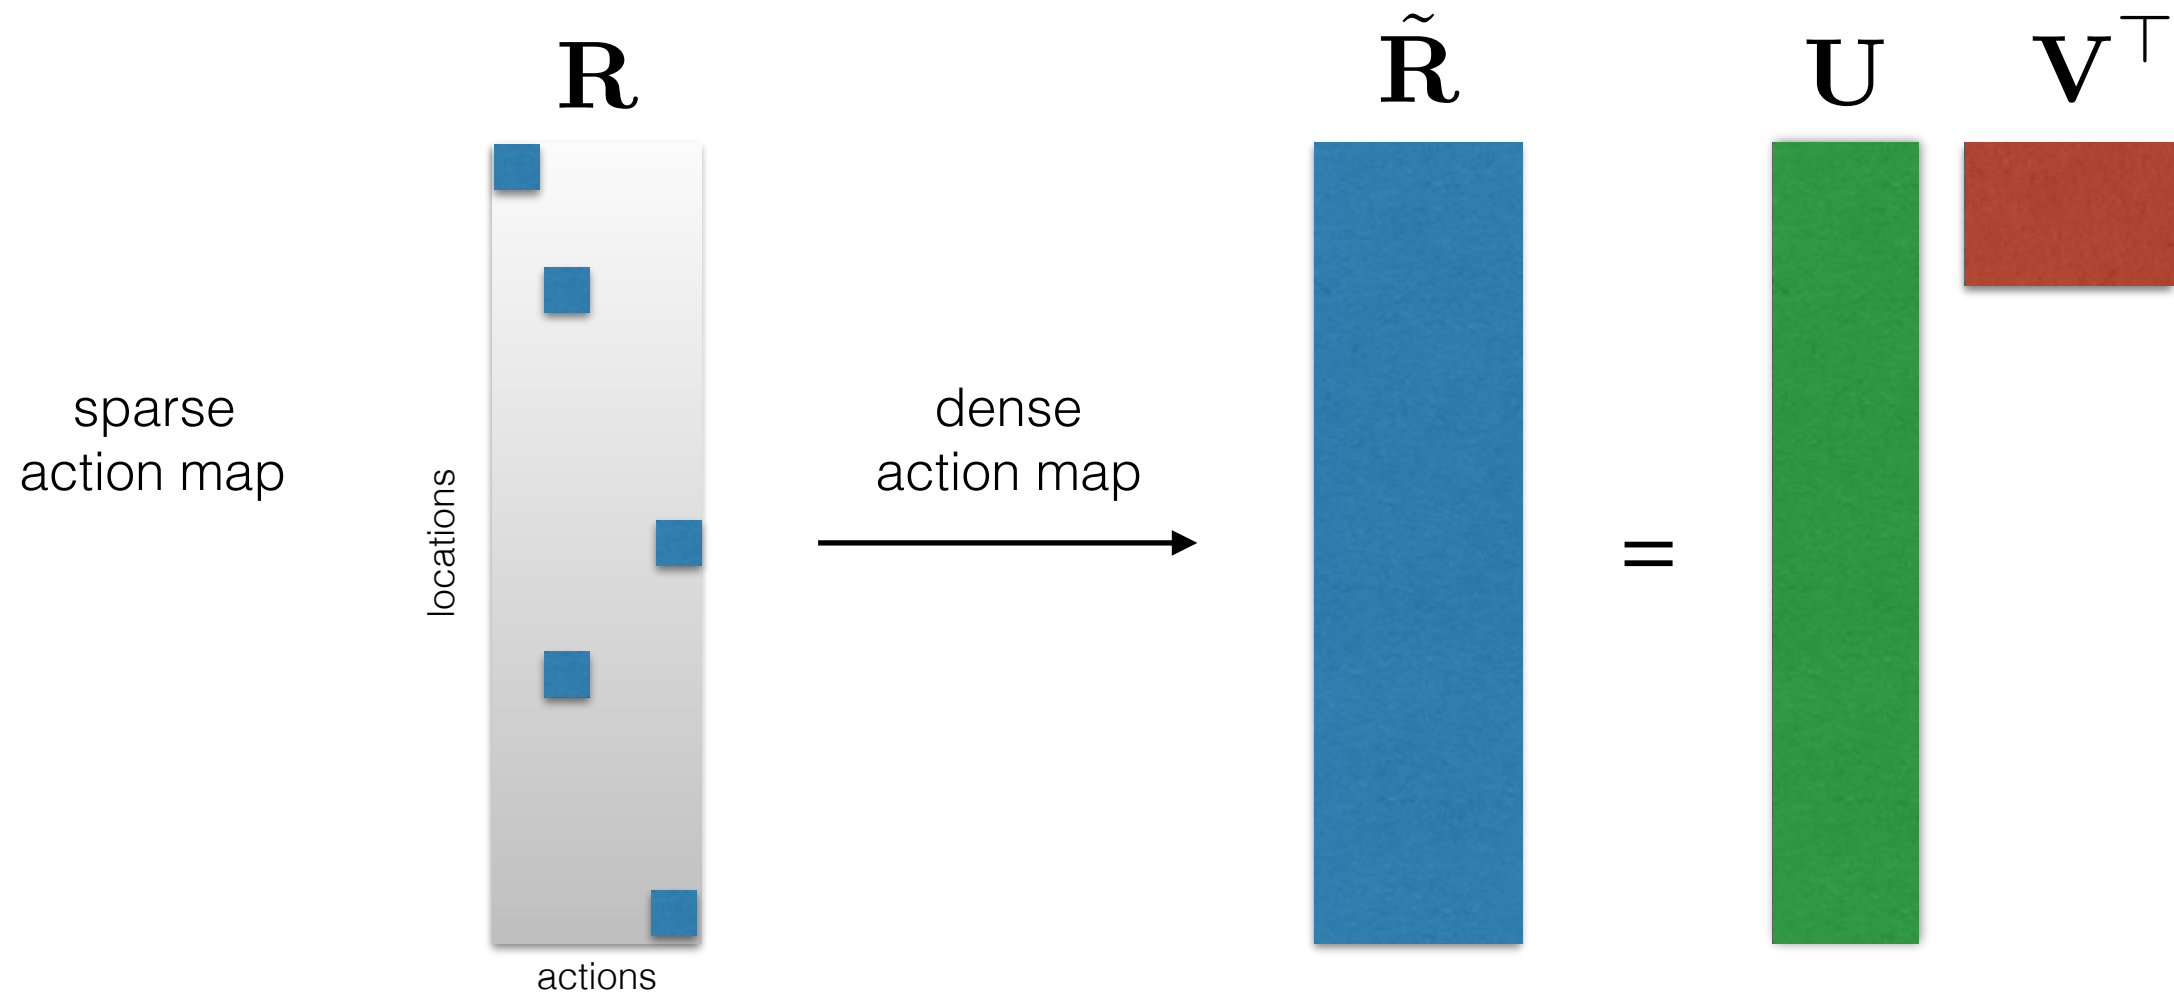 R
R̃
U
V⊤
sparse
action map
locations
dense
action map
=
actions